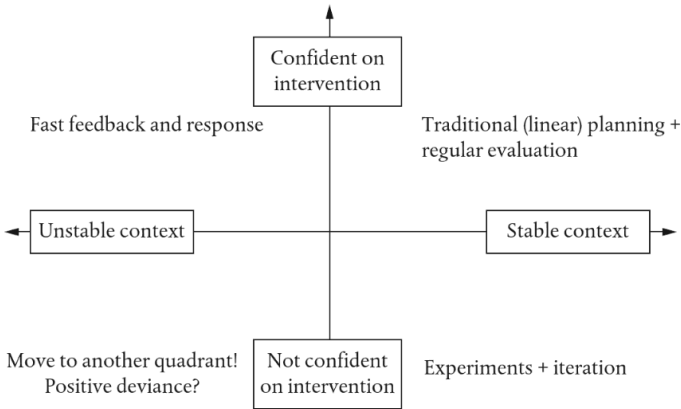 Confident on
intervention
Fast feedback and response
Traditional (linear) planning +
regular evaluation
Unstable context
Stable context
Move to another quadrant!
Positive deviance?
Not confident
on intervention
Experiments + iteration